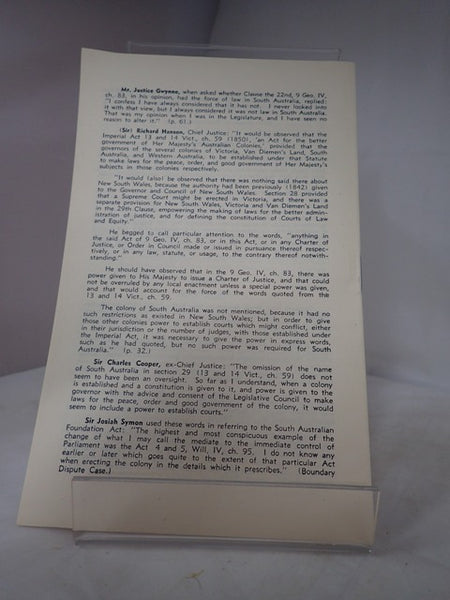 Mr. Justice Gwynne, when asked whether Clause the 22nd, 9 Geo. IV,
ch. 83, in his opinion, had the force of law in South Australia, replied:
"I confess I have always considered that it has not. I never looked into
it with that view, but I always considered it was not law in South Australia.
That was my opinion when I was in the Legislature, and I have seen no
reason to alter it." (p. 61.)
(Sir) Richard Hanson, Chief Justice: "It would be observed that the
Imperial Act 13 and 14 Vict., ch. 59 (1850), 'an Act for the better
government of Her Majesty's Australian Colonies,' provided that the
governors of the several colonies of Victoria, Van Diemen's Land, South
Australia, and Western Australia, to be established under that Statute
to make laws for the peace, order, and good government of Her Majesty's
subjects in those colonies respectively.
"It would (also) be observed that there was nothing said there about
New South Wales, because the authority had been previously (1842) given
to the Governor and Council of New South Wales. Section 28 provided
that a Supreme Court might be erected in Victoria, and there was a
separate provision for New South Wales, Victoria and Van Diemen's Land
in the 29th Clause, empowering the making of laws for the better admin-
istration of justice, and for defining the constitution of Courts of Law
and Equity."
He begged to call particular attention to the words, "anything in
the said Act of 9 Geo. IV, ch. 83, or in this Act, or in any Charter of
Justice, or Order in Council made or issued in pursuance thereof respec-
tively, or in any law, statute, or usage, to the contrary thereof notwith-
standing."
He should have observed that in the 9 Geo. IV, ch. 83, there was
power given to His Majesty to issue a Charter of Justice, and that could
not be overruled by any local enactment unless a special power was given,
and that would account for the force of the words quoted from the
13 and 14 Vict., ch. 59.
The colony of South Australia was not mentioned, because it had no
such restrictions as existed in New South Wales; but in order to give
those other colonies power to establish courts which might conflict, either
in their jurisdiction or the number of judges, with those established under
the former Act, it was necessary to give the power in express words,
such as he had quoted, but no such power was required for South
Australia." (p. 32.)
Sir Charles Cooper, ex-Chief Justice: "The omission of the name
of South Australia in section 29 (13 and 14 Vict., ch. 59) does not
seem to have been an oversight. So far as I understand, when a colony
is established and a constitution is given to it, and power is given to the
governor with the advice and consent of the Legislative Council to make
laws for the peace, order and good government of the colony, it would
seem to include a power to establish courts."
Sir Josiah Symon used these words in referring to the South Australian
Foundation Act: "The highest and most conspicuous example of the
change of what I may call the mediate to the immediate control of
Parliament was the Act 4 and 5, Will, IV, ch. 95. I do not know any
earlier or later which goes quite to the extent of that particular Act
when erecting the colony in the details which it prescribes." (Boundary
Dispute Case.)